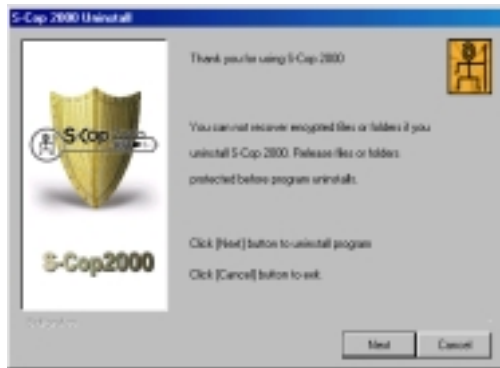 S-Cop 2000 Uninstall
Thank you for using S-Cop 2000
S-Cop
You can not recover encrypted files or folders if you
uninstall S-Cop 2000. Release files or folders
protected before program uninstalls.
S-Cop2000
Click [Next] button to uninstall program
Click [Cancel] button to exit.
Next
Cancel